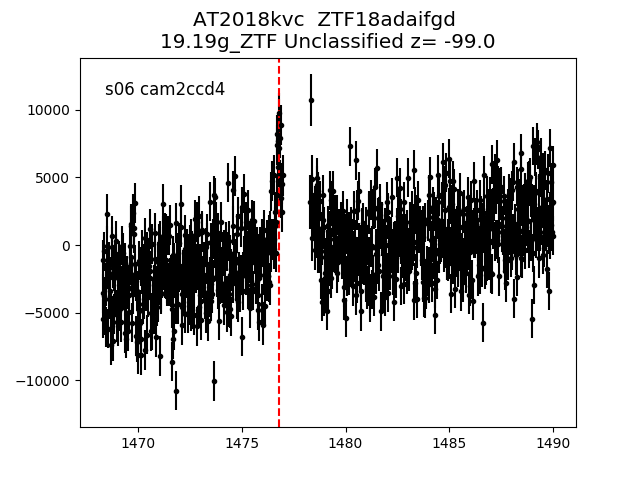 AT2018kvc  ZTF18adaifgd
19.19g_ZTF Unclassified z= -99.0
s06 cam2ccd4
10000
5000
0
−5000
−10000
1470 1475 1480 1485 1490